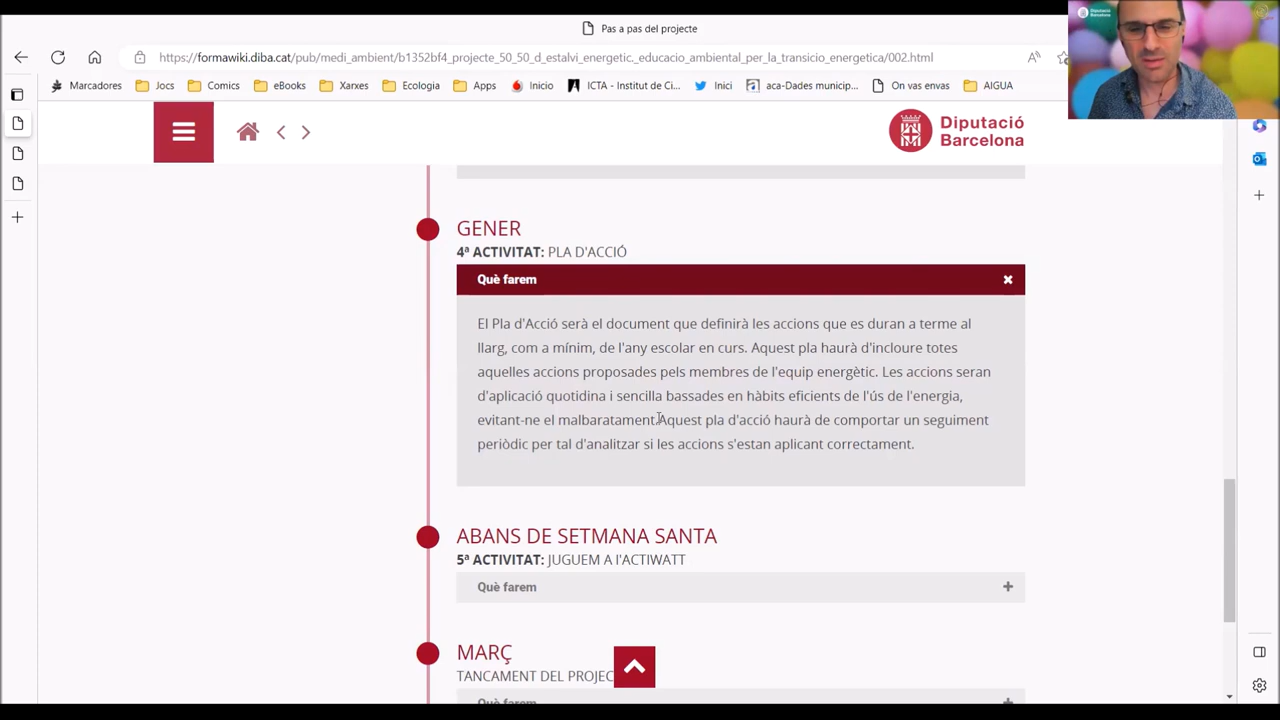 Pas a pas del projecte
Diputació
Barcelona
https://formawiki.diba.cat/pub/medi_ambient/b1352bf4_projecte_50_50_d_estalvi_energetic._educacio_ambiental_per_la_transicio_energetica/002.html
Marcadores
Jocs
Comics
eBooks
Xarxes
Ecologia
Apps
Inicio
ICTA - Institut de Ci...
Inici
aca-Dades municip...
On vas envas
AIGUA
Diputació
Barcelona
GENER
4ª ACTIVITAT: PLA D'ACCIÓ
Què farem
El Pla d'Acció serà el document que definirà les accions que es duran a terme al
llarg, com a mínim, de l'any escolar en curs. Aquest pla haurà d'incloure totes
aquelles accions proposades pels membres de l'equip energètic. Les accions seran
d'aplicació quotidina i sencilla bassades en hàbits eficients de l'ús de l'energia,
evitant-ne el malbaratament.Aquest pla d'acció haurà de comportar un seguiment
periòdic per tal d'analitzar si les accions s'estan aplicant correctament.
ABANS DE SETMANA SANTA
5ª ACTIVITAT: JUGUEM A l'ACTIWATT
Què farem
MARÇ
TANCAMENT DEL PROJEC
Què farem